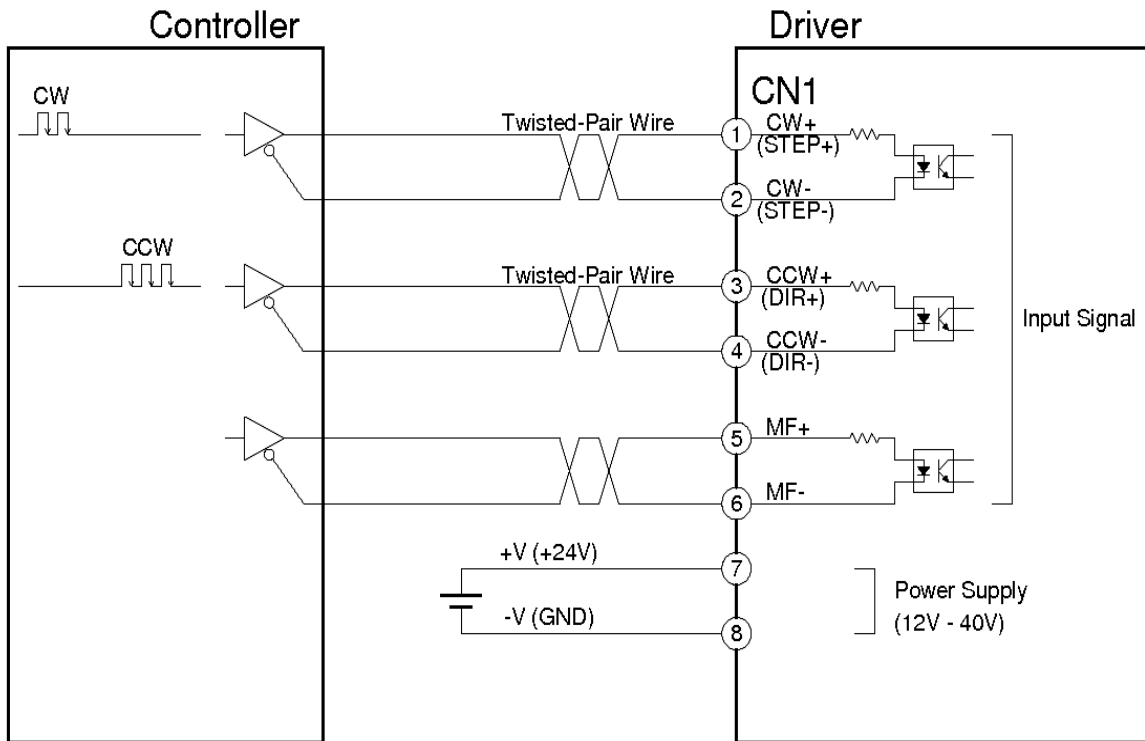 Controller
Driver
CW
CN1
Twisted-Pair Wire
1
CW+
(STEP+)
2
CW-
(STEP-)
CCW
Twisted-Pair Wire
3
CCW+
(DIR+)
Input Signal
4
CCW-
(DIR-)
5
MF+
6
MF-
+V (+24V)
7
Power Supply
(12V - 40V)
-V (GND)
8